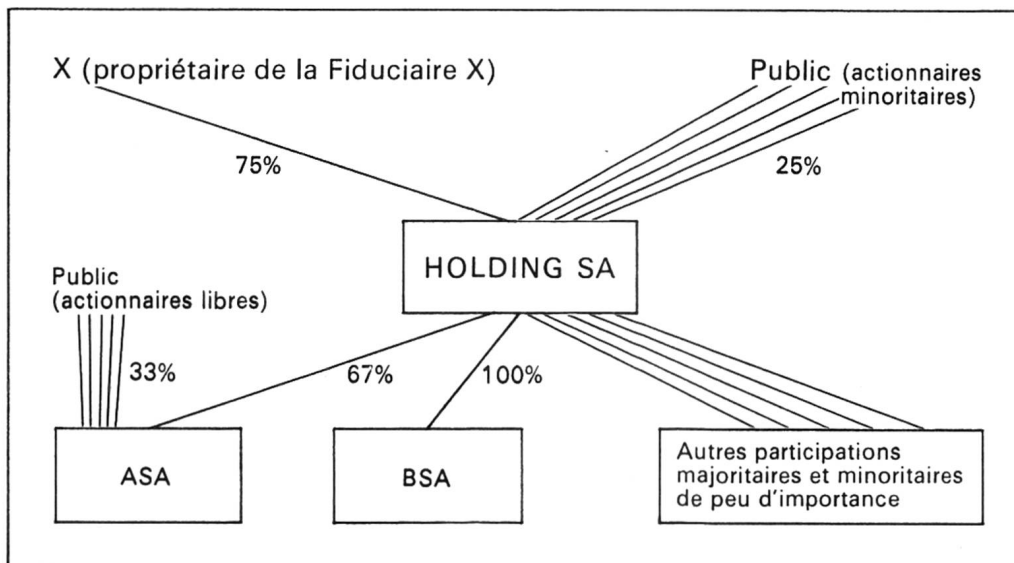 X (propriétaire de la Fiduciaire X)
Public (actionnaires
minoritaires)
75%
25%
HOLDING SA
Public
(actionnaires libres)
33%
67%
100%
ASA
BSA
Autres participations
majoritaires et minoritaires
de peu d'importance